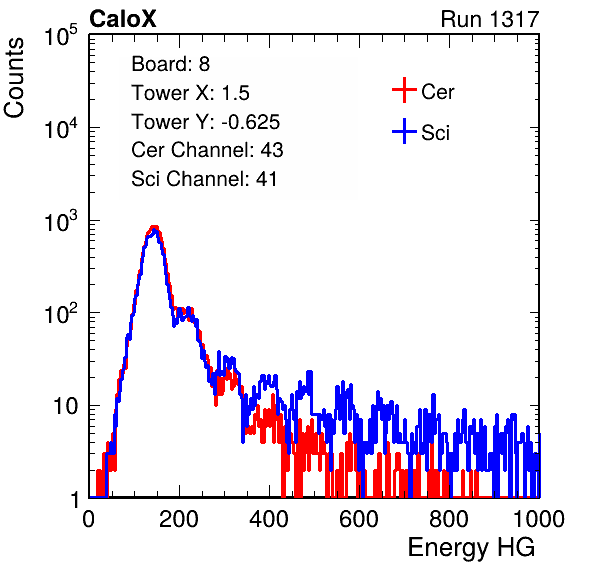 CaloX Run 1317
Counts
Board: 8
Tower X: 1.5
Tower Y: -0.625
Cer Channel: 43
Sci Channel: 41
Cer
Sci
10^5
10^4
10^3
10^2
10
1
0 200 400 600 800 1000
Energy HG